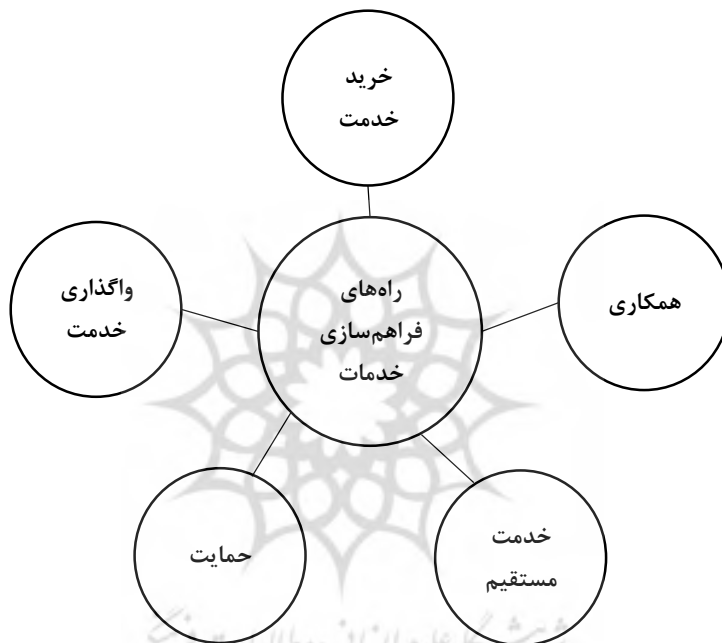 خرید
خدمت
همکاری
واگذاری
خدمت
راه‌های
فراهم‌سازی
خدمات
حمایت
خدمت
مستقیم